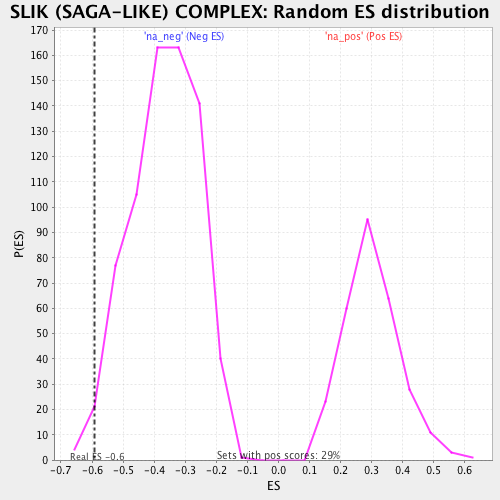 SLIK (SAGA-LIKE) COMPLEX: Random ES distribution
'na_neg' (Neg ES)
'na_pos' (Pos ES)
170
160
150
140
130
120
110
100
90
80
70
60
50
40
30
20
10
0
P(ES)
Real ES -0.6
Sets with pos scores: 29%
-0.7 -0.6 -0.5 -0.4 -0.3 -0.2 -0.1 0.0 0.1 0.2 0.3 0.4 0.5 0.6
ES